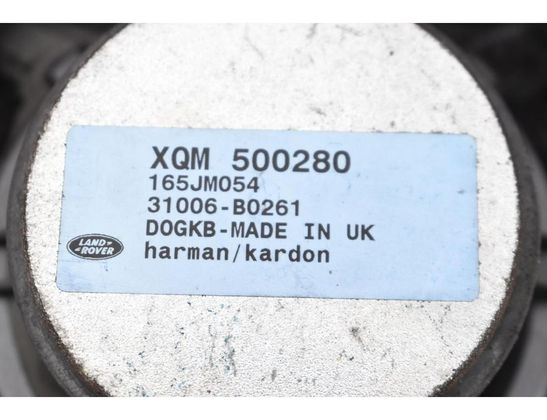 XQM 500280
165JM054
31006-B0261
DOGKB-MADE IN UK
LAND-
-ROVER
harman/kardon